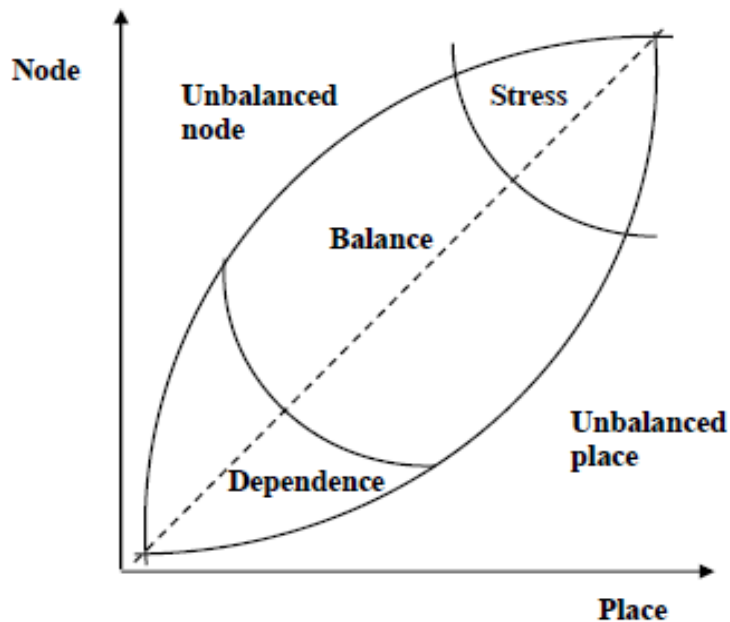 Node
Unbalanced
node
Stress
Balance
Unbalanced
place
Dependence
Place